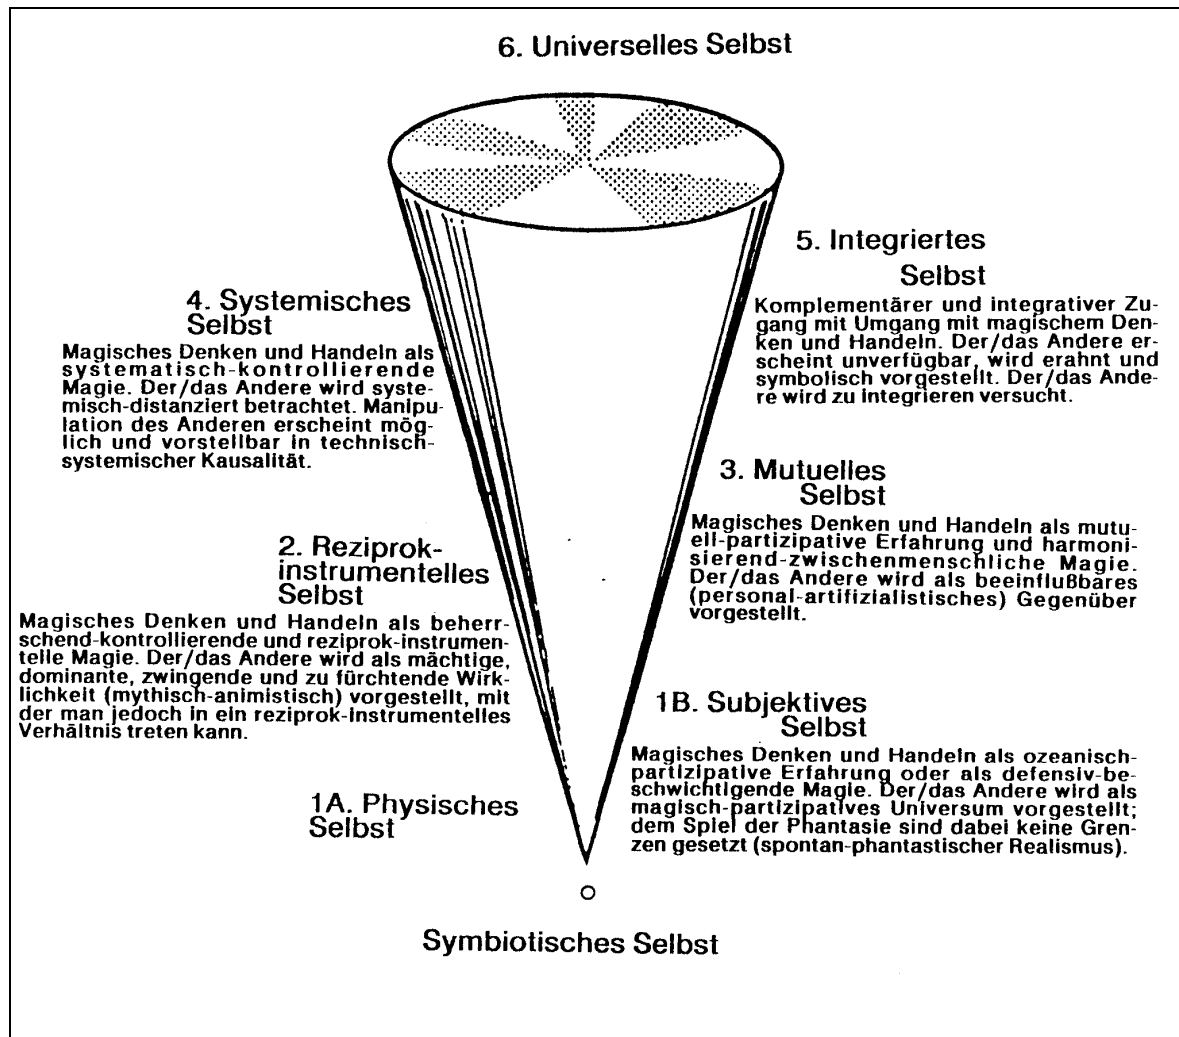 6. Universelles Selbst
5. Integriertes
Selbst
Komplementärer und integrativer Zu-
gang mit Umgang mit magischem Den-
ken und Handeln. Der/das Andere er-
scheint unverfügbar, wird erahnt und
symbolisch vorgestellt. Der/das Ande-
re wird zu integrieren versucht.
4. Systemisches
Selbst
Magisches Denken und Handeln als
systematisch-kontrollierende
Magie. Der/das Andere wird syste-
misch-distanziert betrachtet. Manipu-
lation des Anderen erscheint mög-
lich und vorstellbar in technisch-
systemischer Kausalität.
3. Mutuelles
Selbst
Magisches Denken und Handeln als mutu-
ell-partizipative Erfahrung und harmoni-
sierend-zwischenmenschliche Magie.
Der/das Andere wird als beeinflußbares
(personal-artifizialistisches) Gegenüber
vorgestellt.
2. Reziprok-
instrumentelles
Selbst
Magisches Denken und Handeln als beherr-
schend-kontrollierende und reziprok-instrumen-
telle Magie. Der/das Andere wird als mächtige,
dominante, zwingende und zu fürchtende Wirk-
lichkeit (mythisch-animistisch) vorgestellt, mit
der man jedoch in ein reziprok-instrumentelles
Verhältnis treten kann.
1B. Subjektives
Selbst
Magisches Denken und Handeln als ozeanisch-
partizipative Erfahrung oder als defensiv-be-
schwichtigende Magie. Der/das Andere wird als
magisch-partizipatives Universum vorgestellt;
dem Spiel der Phantasie sind dabei keine Gren-
zen gesetzt (spontan-phantastischer Realismus).
1A. Physisches
Selbst
Symbiotisches Selbst